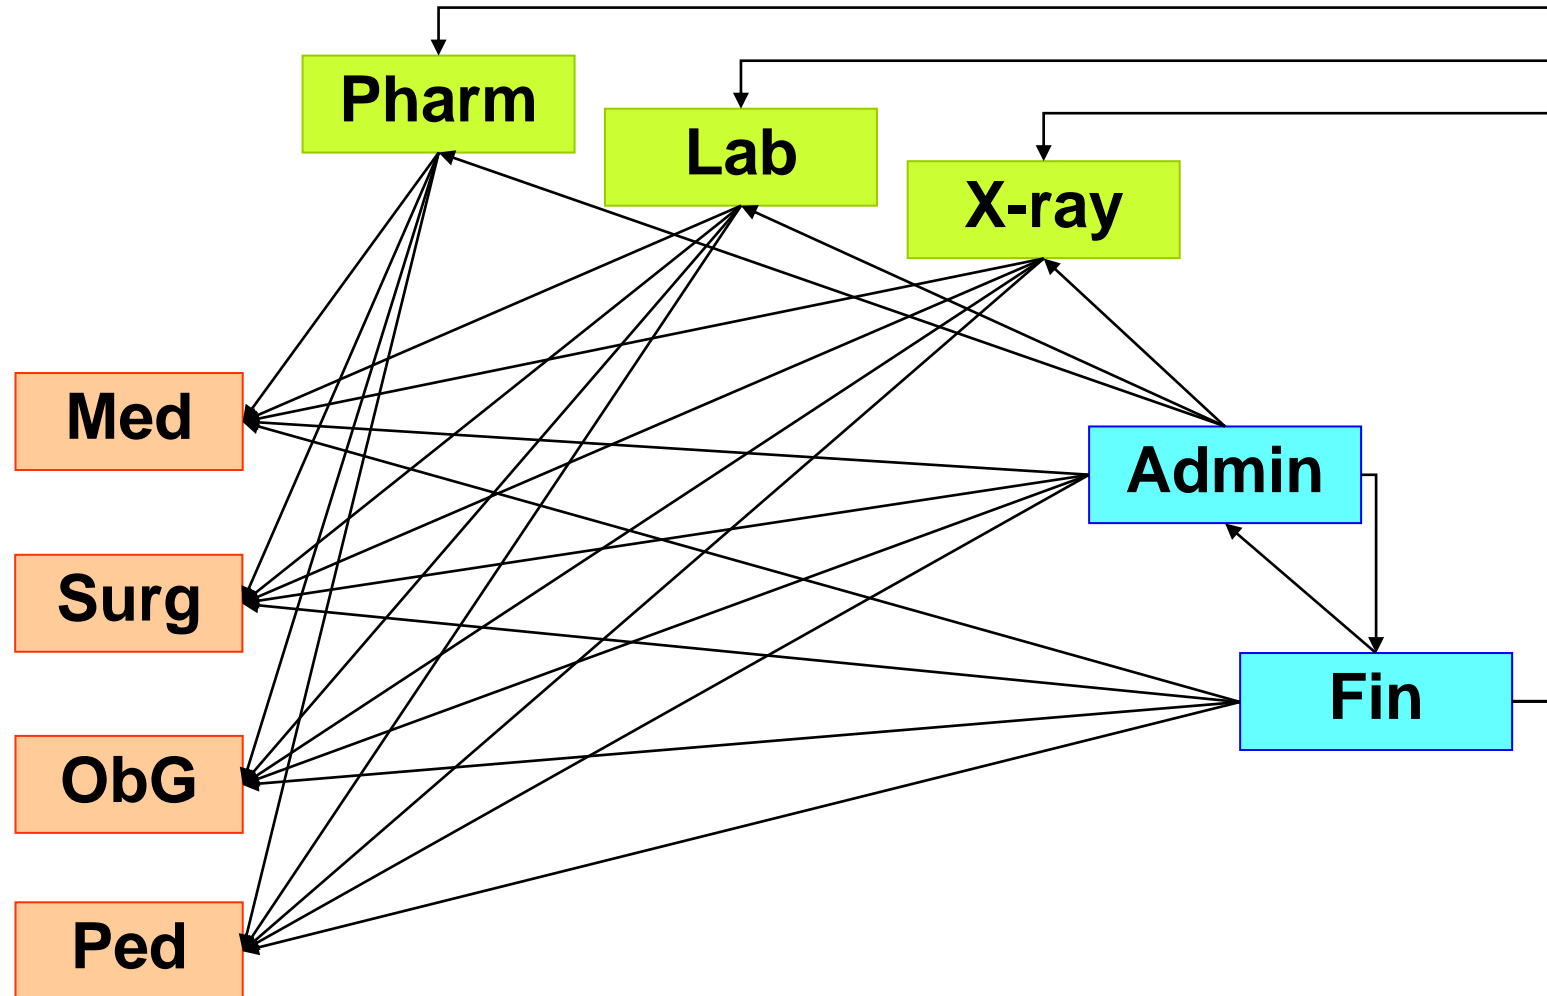 Pharm
Lab
X-ray
Med
Admin
Surg
Fin
ObG
Ped